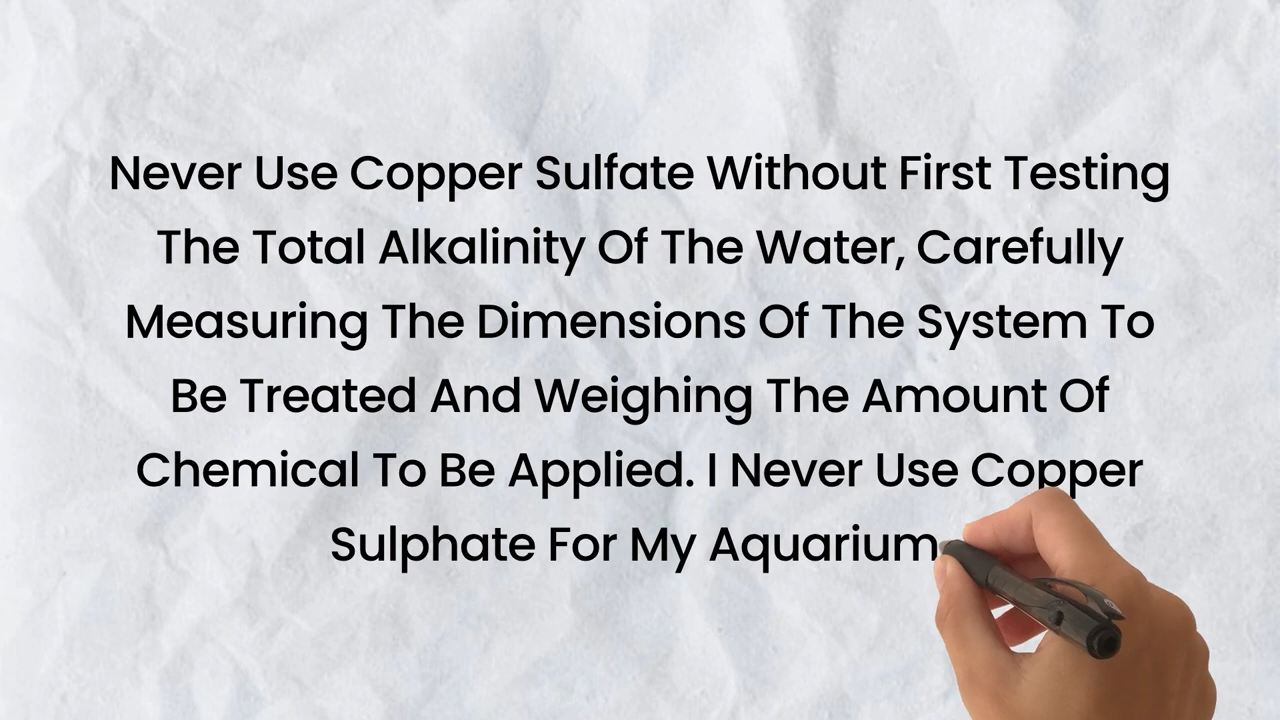 Never Use Copper Sulfate Without First Testing
The Total Alkalinity Of The Water, Carefully
Measuring The Dimensions Of The System To
Be Treated And Weighing The Amount Of
Chemical To Be Applied. I Never Use Copper
Sulphate For My Aquarium